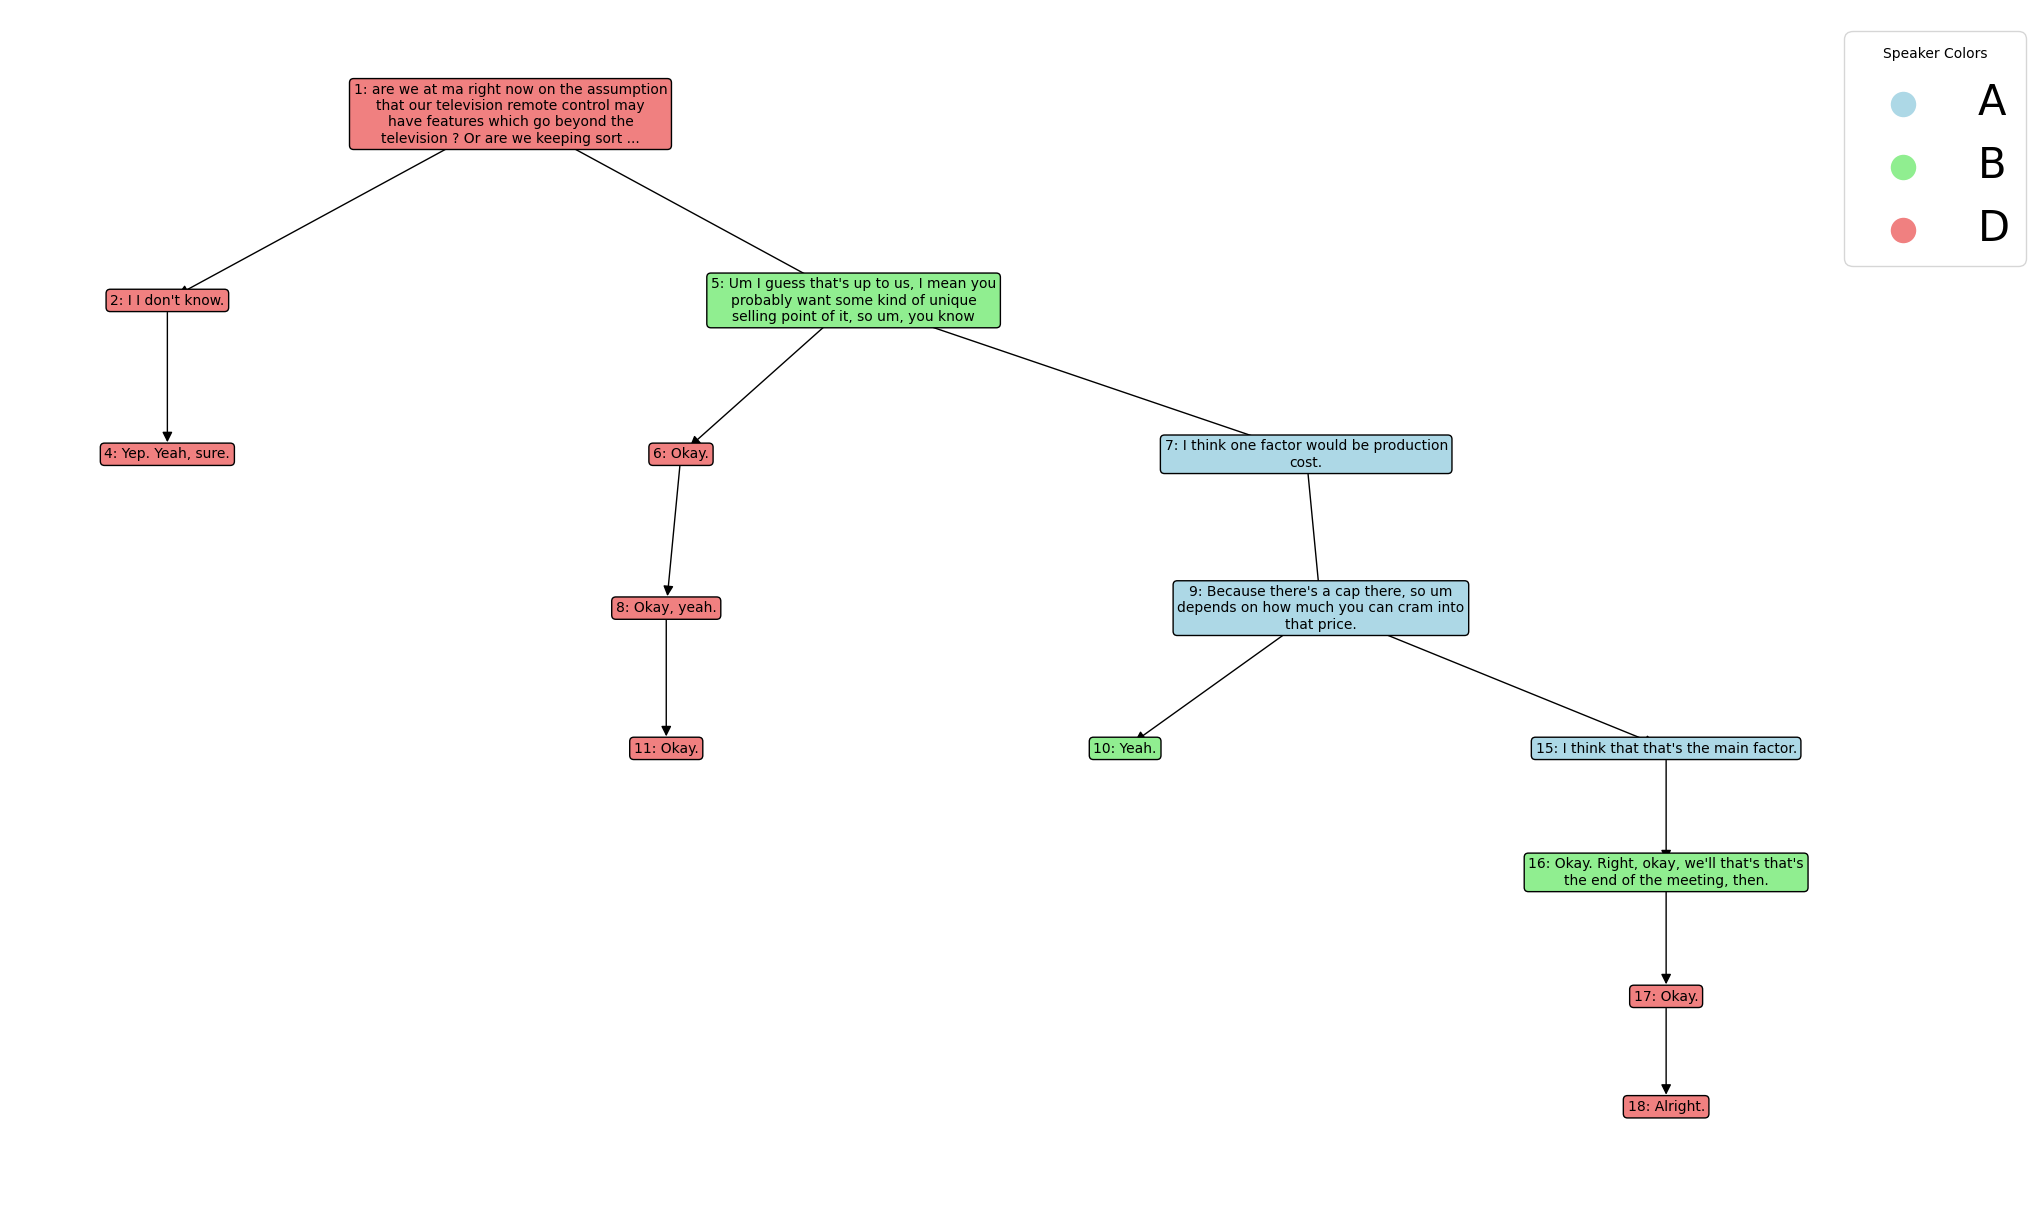 Speaker Colors
A
B
D
1: are we at ma right now on the assumption
that our television remote control may
have features which go beyond the
television ? Or are we keeping sort ...
2: I I don't know.
5: Um I guess that's up to us, I mean you
probably want some kind of unique
selling point of it, so um, you know
4: Yep. Yeah, sure.
6: Okay.
7: I think one factor would be production
cost.
8: Okay, yeah.
9: Because there's a cap there, so um
depends on how much you can cram into
that price.
11: Okay.
10: Yeah.
15: I think that that's the main factor.
16: Okay. Right, okay, we'll that's that's
the end of the meeting, then.
17: Okay.
18: Alright.